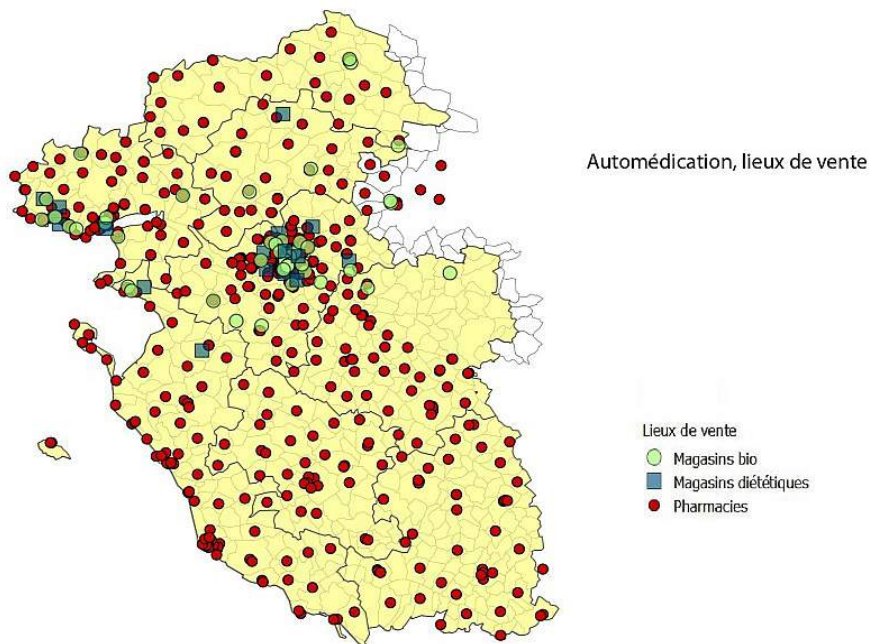 Automédication, lieux de vente
Lieux de vente
Magasins bio
Magasins diététiques
Pharmacies